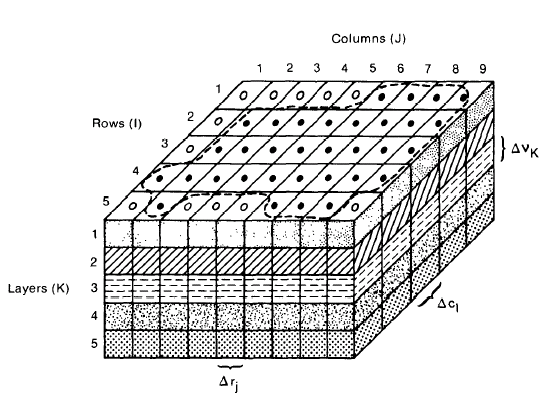 Columns (J)
1 2 3 4 5 6 7 8 9
Rows (I)
1
2
3
4
5
Δv_K
Layers (K)
1
2
3
4
5
Δc_I
Δr_j